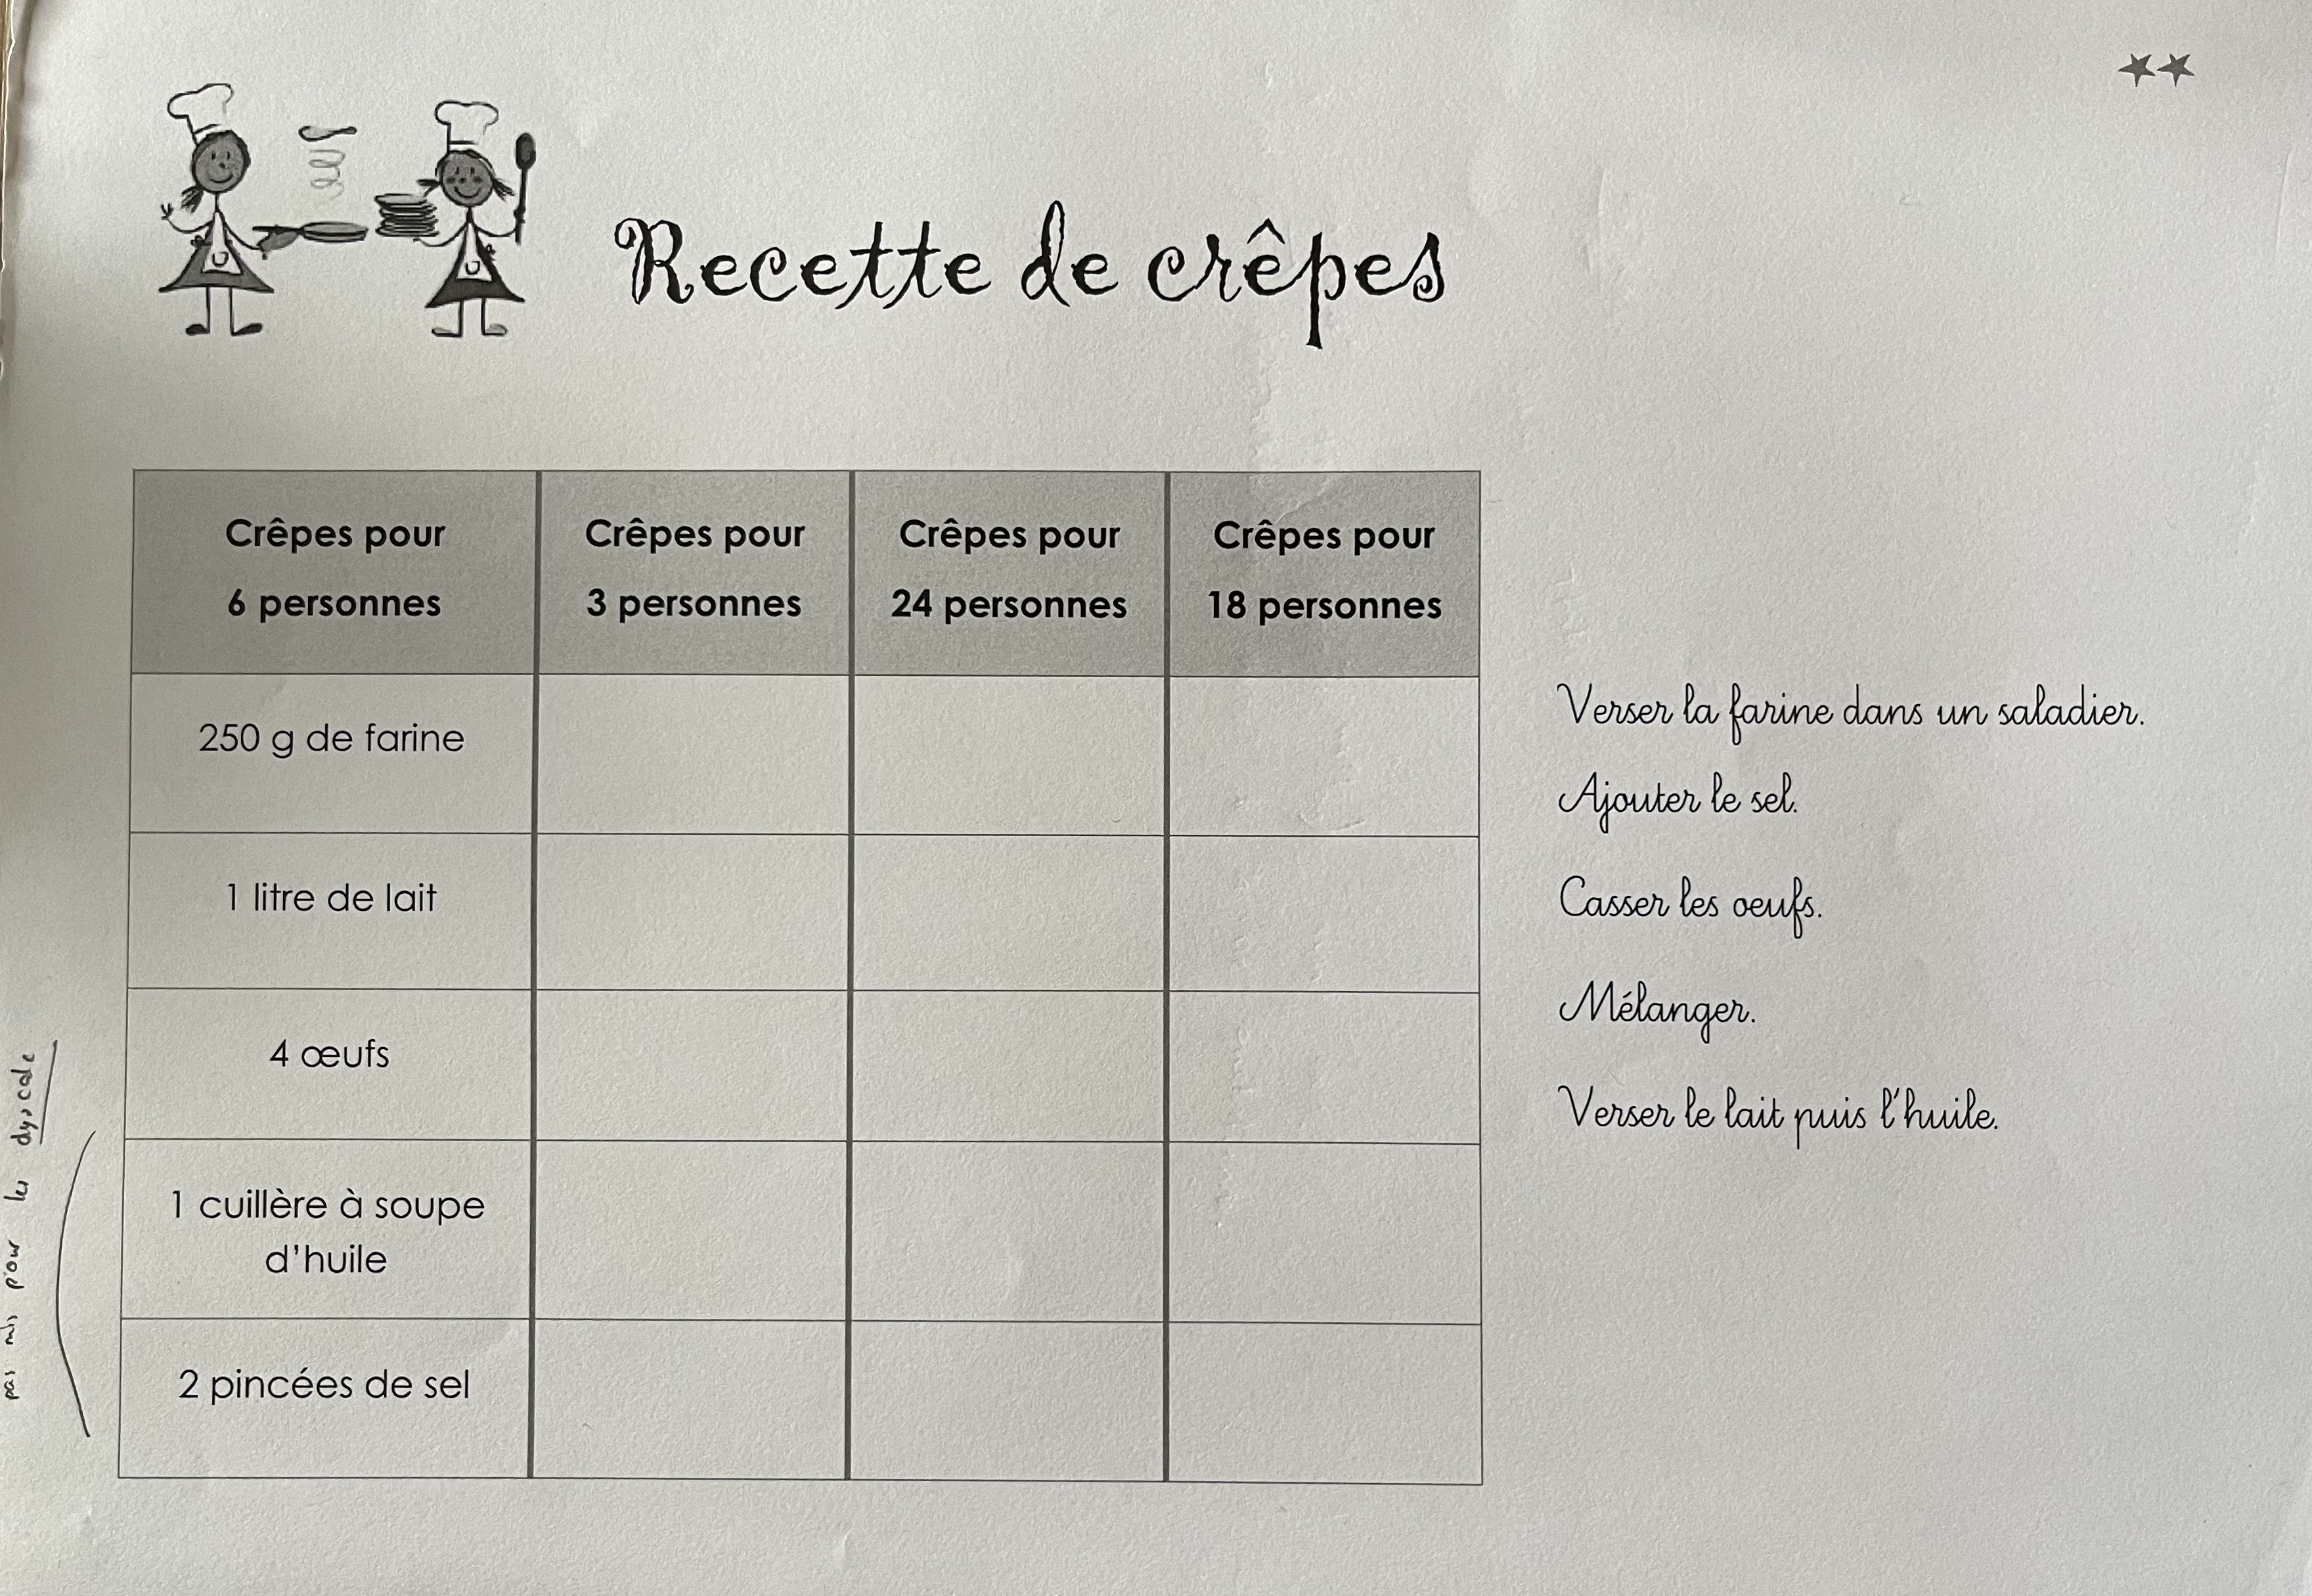 Recette de crêpes
Crêpes pour
6 personnes
Crêpes pour
3 personnes
Crêpes pour
24 personnes
Crêpes pour
18 personnes
250 g de farine
1 litre de lait
4 œufs
1 cuillère à soupe
d’huile
2 pincées de sel
Verser la farine dans un saladier.
Ajouter le sel.
Casser les oeufs.
Mélanger.
Verser le lait puis l'huile.
pas mis pour les dyscale